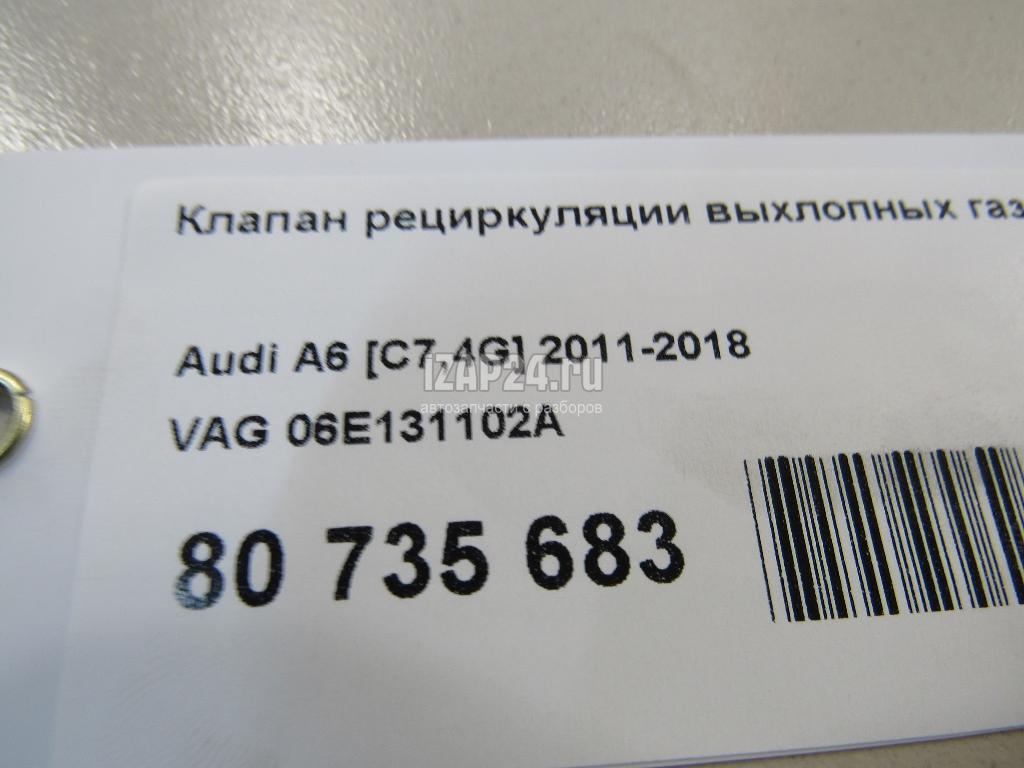 Клапан рециркуляции выхлопных газ
Audi A6 [C7,4G] 2011-2018
IZAP24.ru
автозапчасти с разборов
VAG 06E131102A
80 735 683